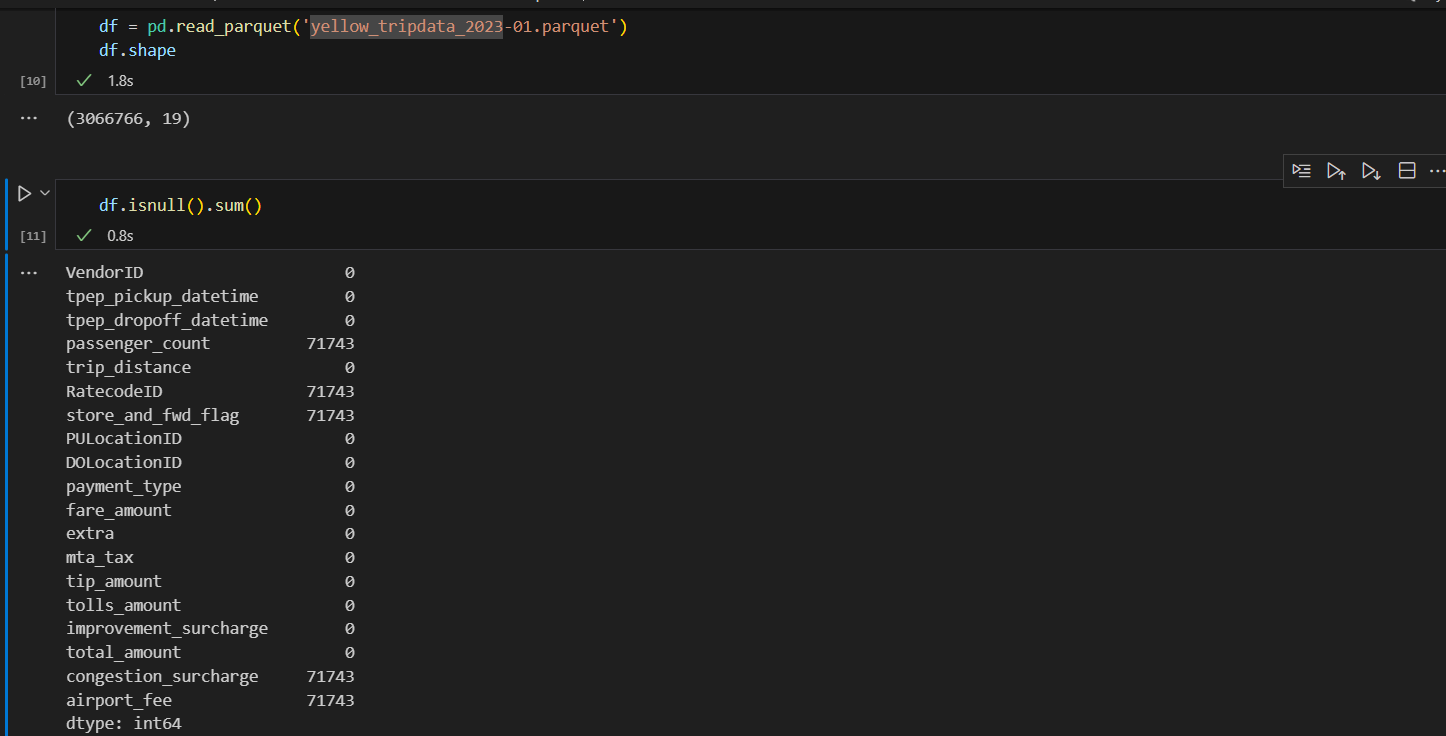 df = pd.read_parquet('yellow_tripdata_2023-01.parquet')
df.shape
[10] 1.8s
(3066766, 19)
df.isnull().sum()
[11] 0.8s
VendorID 0
tpep_pickup_datetime 0
tpep_dropoff_datetime 0
passenger_count 71743
trip_distance 0
RatecodeID 71743
store_and_fwd_flag 71743
PULocationID 0
DOLocationID 0
payment_type 0
fare_amount 0
extra 0
mta_tax 0
tip_amount 0
tolls_amount 0
improvement_surcharge 0
total_amount 0
congestion_surcharge 71743
airport_fee 71743
dtype: int64